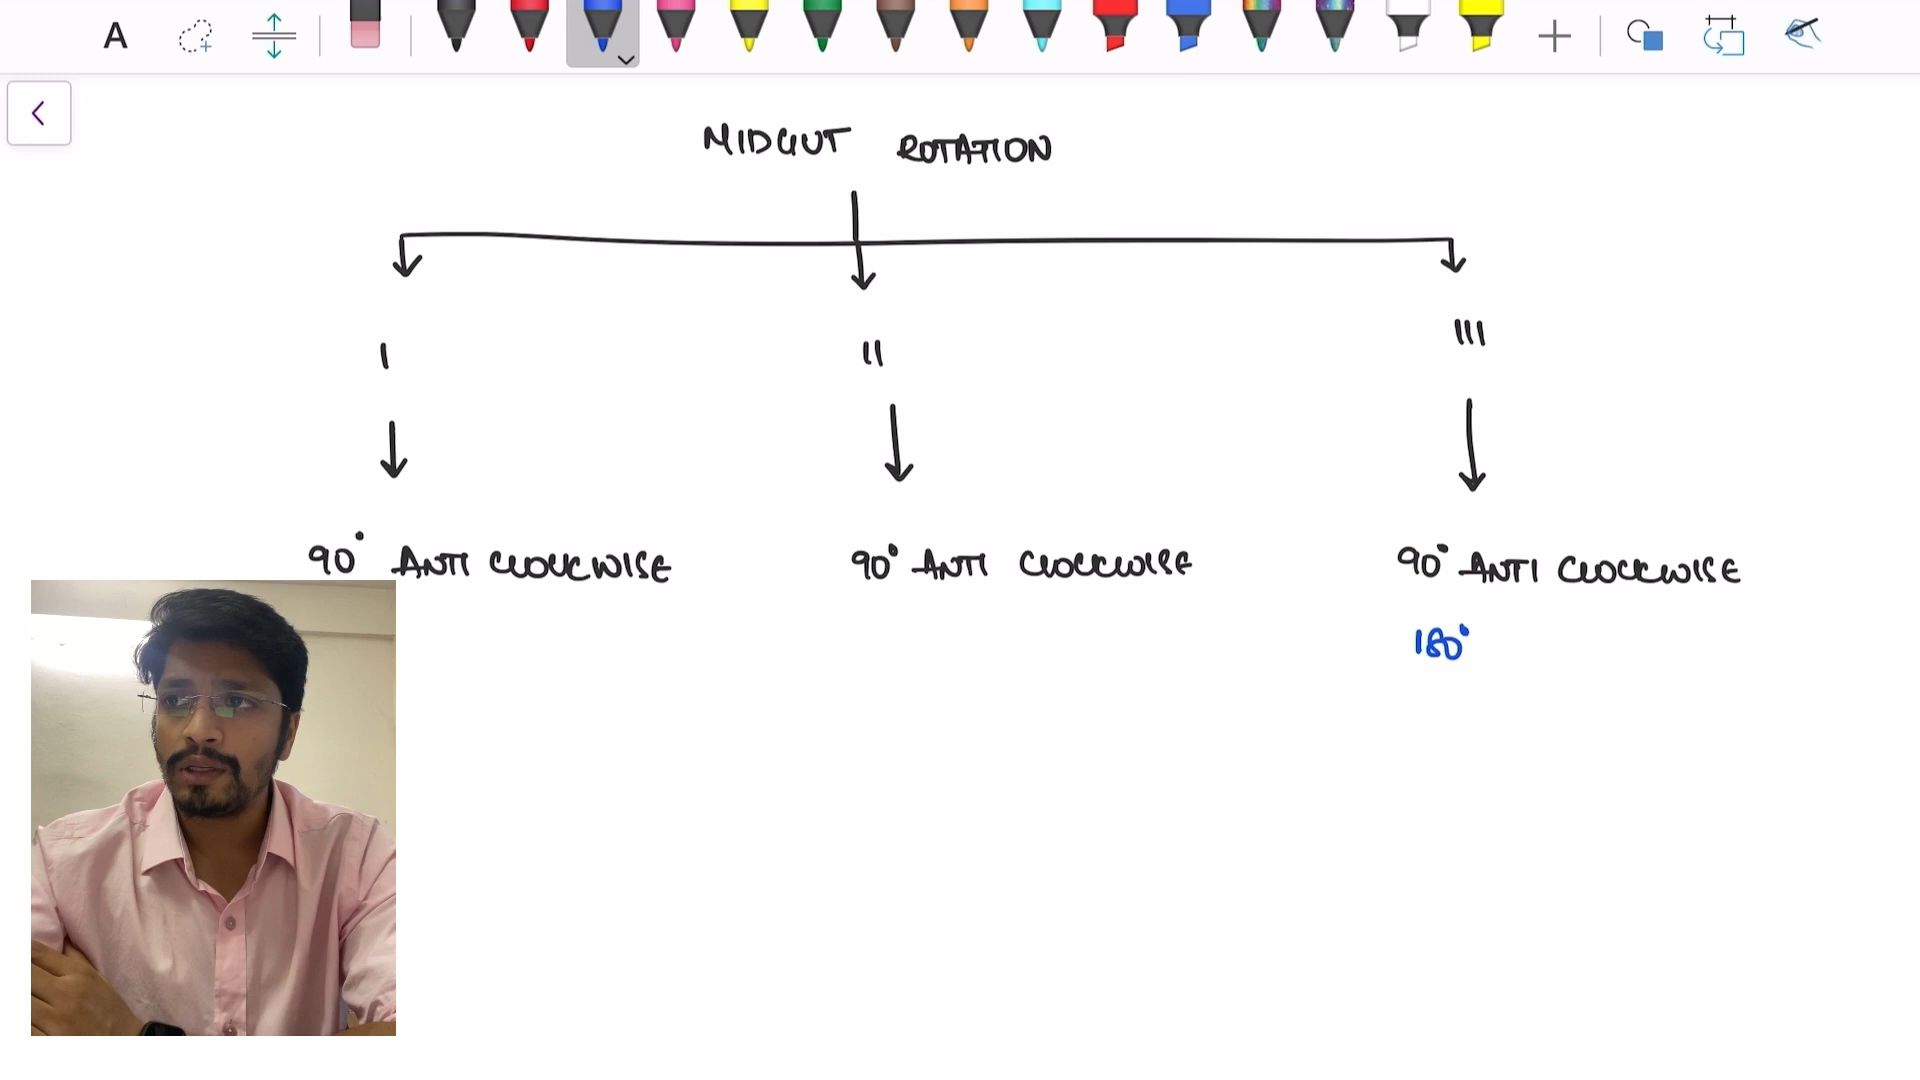 A
MIDGUT ROTATION
I II III
90° ANTI CLOCKWISE 90° ANTI CLOCKWISE 90° ANTI CLOCKWISE
180°